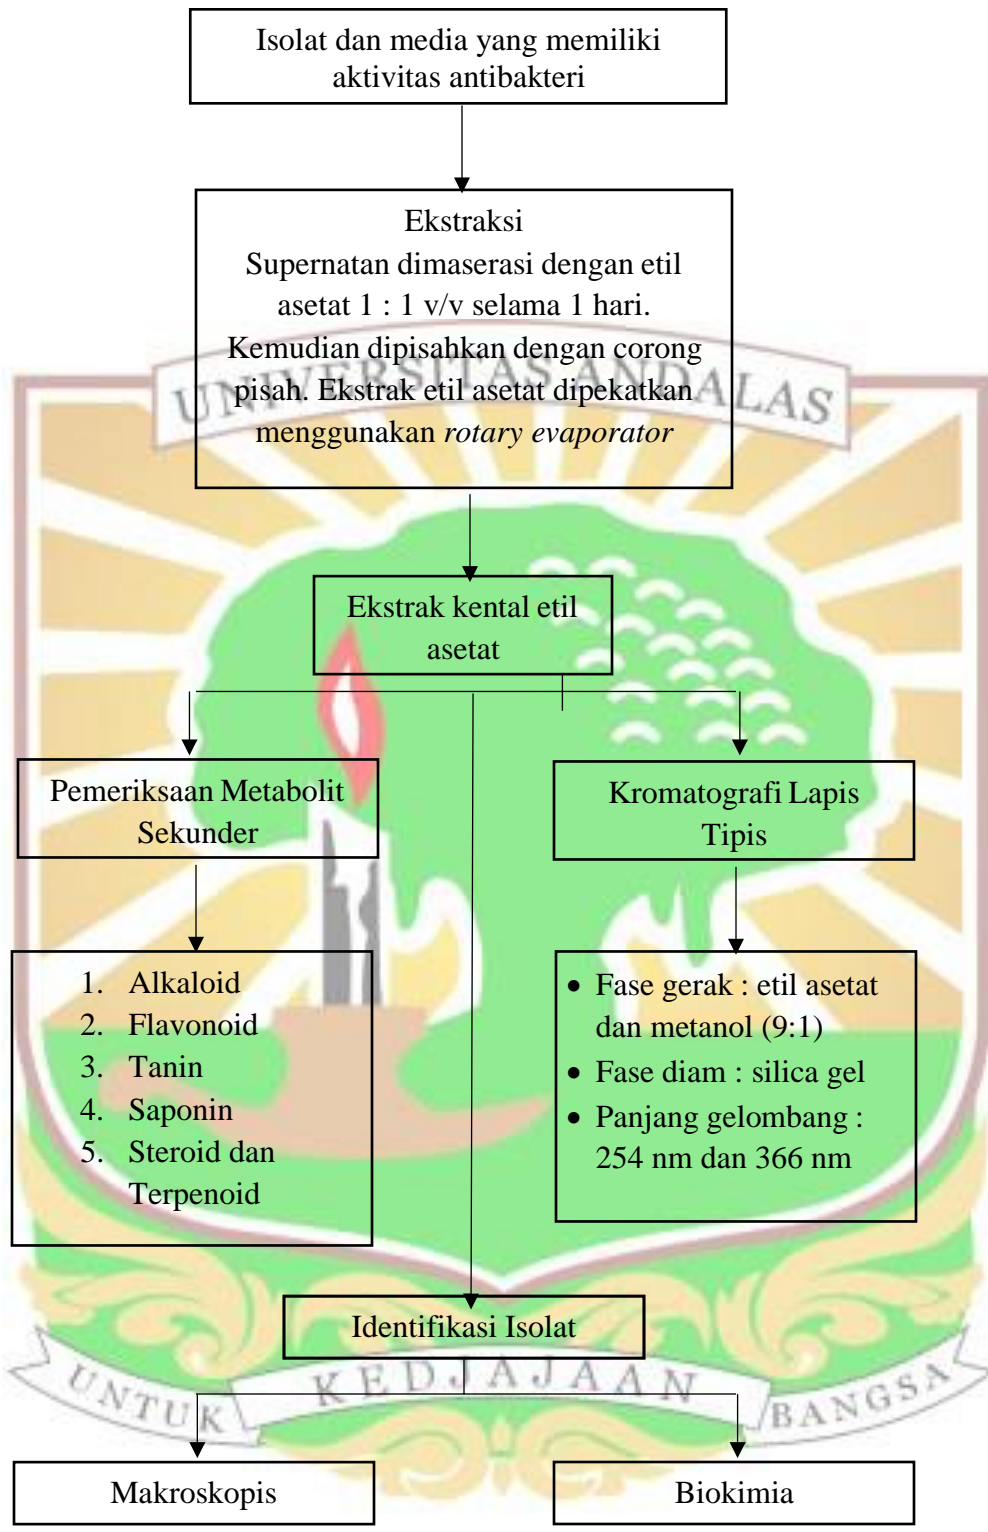 Isolat dan media yang memiliki
aktivitas antibakteri
Ekstraksi
Supernatan dimaserasi dengan etil
asetat 1 : 1 v/v selama 1 hari.
Kemudian dipisahkan dengan corong
pisah. Ekstrak etil asetat dipekatkan
menggunakan rotary evaporator
UNIVERSITAS ANDALAS
Ekstrak kental etil
asetat
Pemeriksaan Metabolit
Sekunder
Kromatografi Lapis
Tipis
1. Alkaloid
2. Flavonoid
3. Tanin
4. Saponin
5. Steroid dan
Terpenoid
• Fase gerak : etil asetat
dan metanol (9:1)
• Fase diam : silica gel
• Panjang gelombang :
254 nm dan 366 nm
Identifikasi Isolat
UNTUK KEDJAJAAN BANGSA
Makroskopis
Biokimia